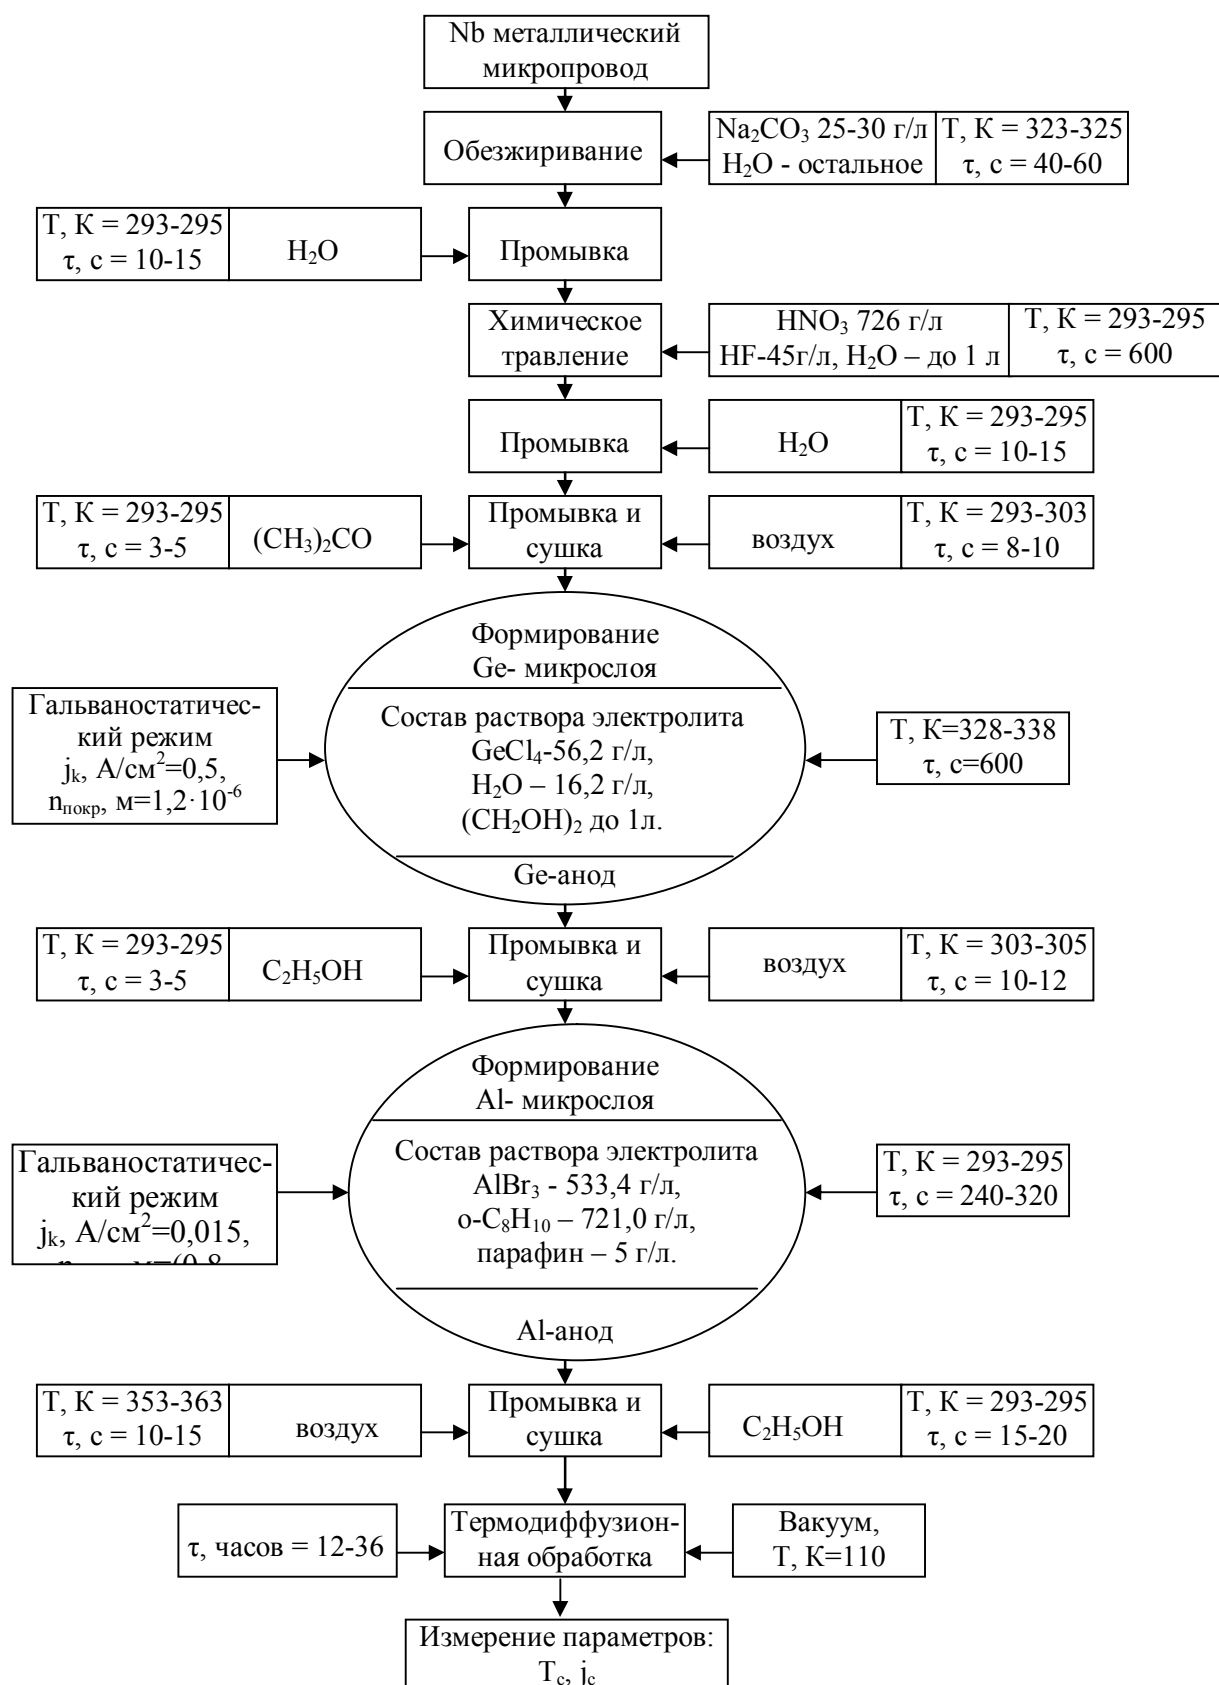 Nb металлический
микропровод
Обезжиривание
Na₂CO₃ 25-30 г/л
H₂O - остальное
T, K = 323-325
τ, c = 40-60
T, K = 293-295
τ, c = 10-15
H₂O
Промывка
Химическое
травление
HNO₃ 726 г/л
HF-45г/л, H₂O – до 1 л
T, K = 293-295
τ, c = 600
Промывка
H₂O
T, K = 293-295
τ, c = 10-15
T, K = 293-295
τ, c = 3-5
(CH₃)₂CO
Промывка и
сушка
воздух
T, K = 293-303
τ, c = 8-10
Формирование
Ge- микрослоя
Гальваностатичес-
кий режим
jₖ, А/см²=0,5,
nпокр, м=1,2·10⁻⁶
Состав раствора электролита
GeCl₄-56,2 г/л,
H₂O – 16,2 г/л,
(CH₂OH)₂ до 1л.
Ge-анод
T, K=328-338
τ, c=600
T, K = 293-295
τ, c = 3-5
C₂H₅OH
Промывка и
сушка
воздух
T, K = 303-305
τ, c = 10-12
Формирование
Al- микрослоя
Гальваностатичес-
кий режим
jₖ, А/см²=0,015,
Состав раствора электролита
AlBr₃ - 533,4 г/л,
о-C₈H₁₀ – 721,0 г/л,
парафин – 5 г/л.
Al-анод
T, K = 293-295
τ, c = 240-320
T, K = 353-363
τ, c = 10-15
воздух
Промывка и
сушка
C₂H₅OH
T, K = 293-295
τ, c = 15-20
τ, часов = 12-36
Термодиффузион-
ная обработка
Вакуум,
T, K=110
Измерение параметров:
T꜀, j꜀